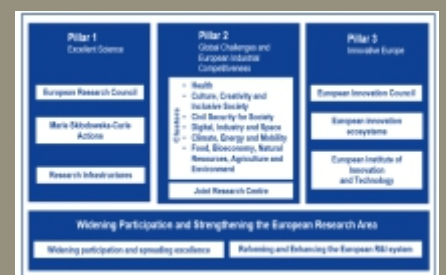 Pillar 1
Excellent Science
European Research Council
Marie Skłodowska-Curie
Actions
Research Infrastructures
Pillar 2
Global Challenges and
European Industrial
Competitiveness
Clusters
• Health
• Culture, Creativity and
Inclusive Society
• Civil Security for Society
• Digital, Industry and Space
• Climate, Energy and Mobility
• Food, Bioeconomy, Natural
Resources, Agriculture and
Environment
Joint Research Centre
Pillar 3
Innovative Europe
European Innovation Council
European innovation
ecosystems
European Institute of
Innovation
and Technology
Widening Participation and Strengthening the European Research Area
Widening participation and spreading excellence
Reforming and Enhancing the European R&I system